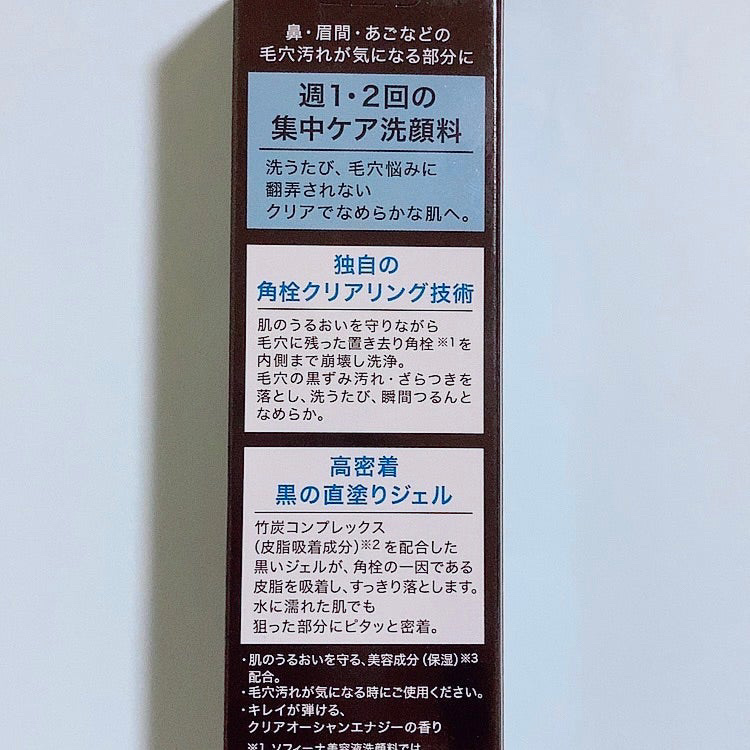 鼻・眉間・あごなどの
毛穴汚れが気になる部分に
週1・2回の
集中ケア洗顔料
洗うたび、毛穴悩みに
翻弄されない
クリアでなめらかな肌へ。
独自の
角栓クリアリング技術
肌のうるおいを守りながら
毛穴に残った置き去り角栓※1を
内側まで崩壊し洗浄。
毛穴の黒ずみ汚れ・ざらつきを
落とし、洗うたび、瞬間つるんと
なめらか。
高密着
黒の直塗りジェル
竹炭コンプレックス
(皮脂吸着成分)※2を配合した
黒いジェルが、角栓の一因である
皮脂を吸着し、すっきり落とします。
水に濡れた肌でも
狙った部分にピタッと密着。
・肌のうるおいを守る、美容成分(保湿)※3
配合。
・毛穴汚れが気になる時にご使用ください。
・キレイが弾ける、
クリアオーシャンエナジーの香り
※1 ソフィーナ美容液洗顔料では